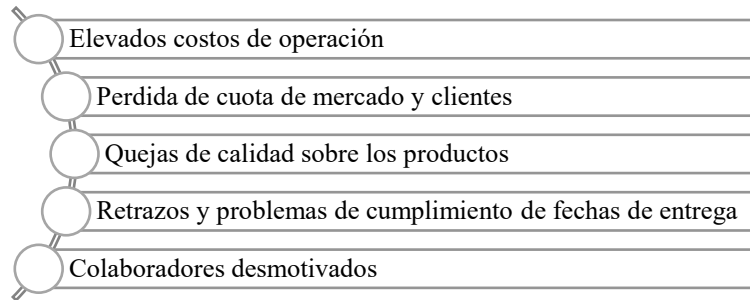 Elevados costos de operación
Perdida de cuota de mercado y clientes
Quejas de calidad sobre los productos
Retrazos y problemas de cumplimiento de fechas de entrega
Colaboradores desmotivados